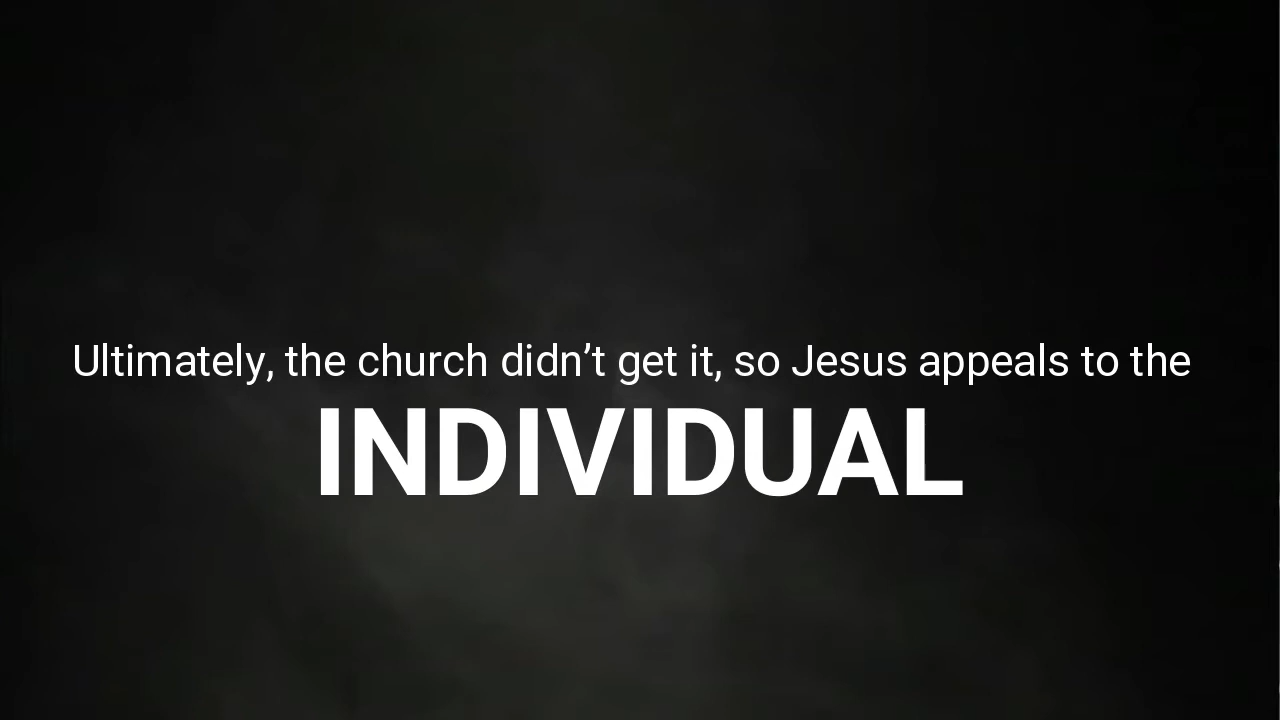 Ultimately, the church didn’t get it, so Jesus appeals to the
INDIVIDUAL